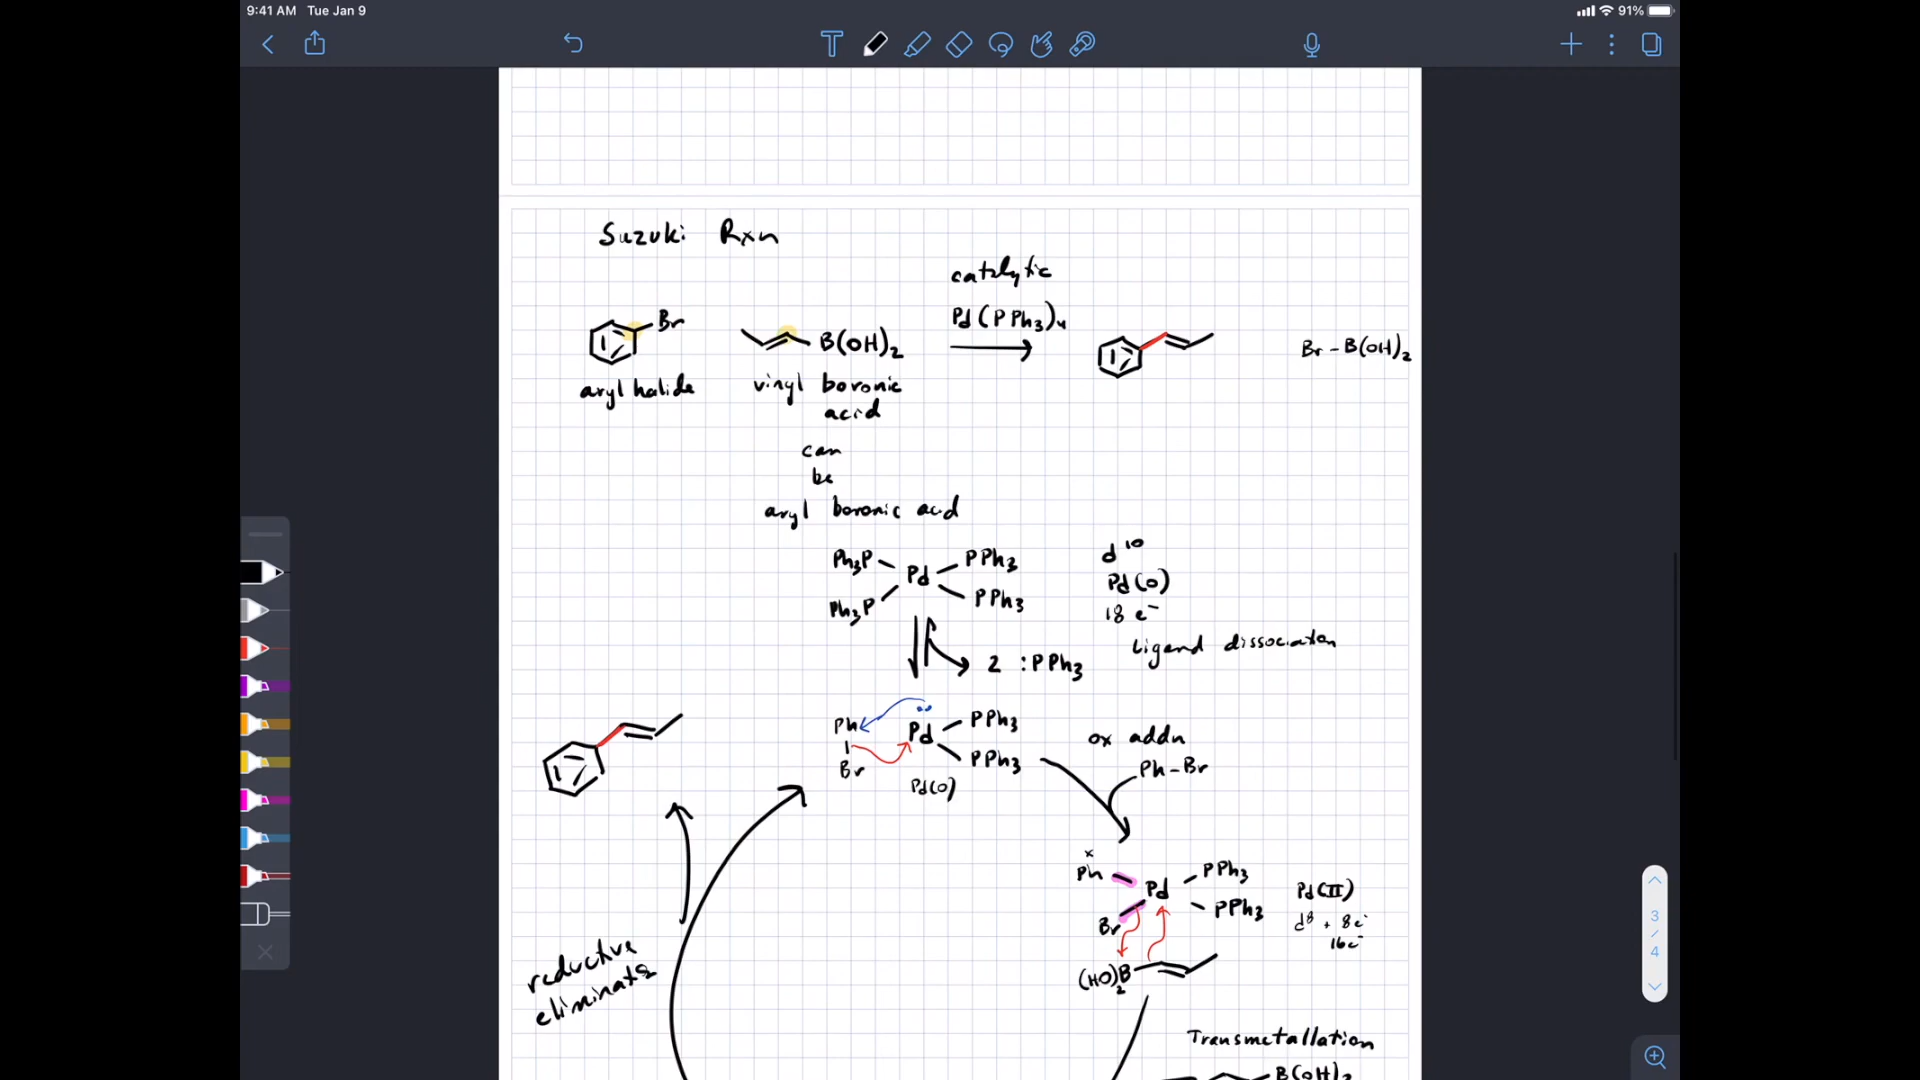 9:41 AM Tue Jan 9
91%
Suzuki Rxn
catalytic
Pd(PPh3)4
Br
B(OH)2
Br-B(OH)2
aryl halide
vinyl boronic
acid
can
be
aryl boronic acid
Ph3P Pd PPh3
Ph3P PPh3
d10
Pd(0)
18 e-
Ligand dissociation
2 :PPh3
Ph Pd PPh3
Br PPh3
Pd(0)
ox addn
Ph-Br
x
Ph Pd PPh3
Br PPh3
Pd(II)
d8 + 8e-
16e-
(HO)2B
reductive
eliminatn
Transmetallation
B(OH)2
3
/
4